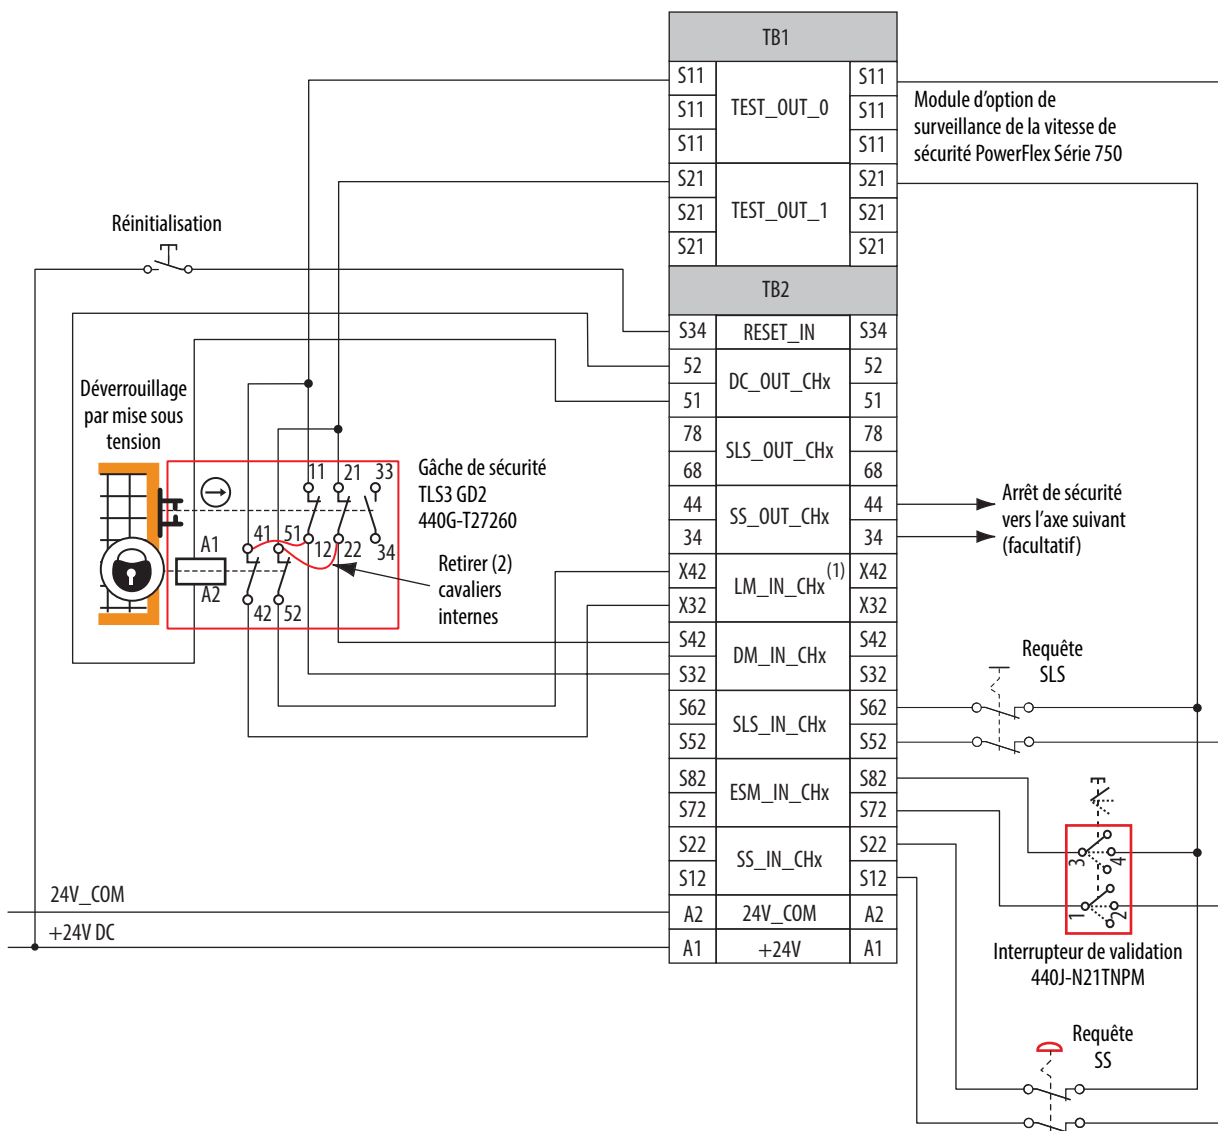 TB1
S11 TEST_OUT_0 S11
S11 S11
S11 S11
S21 TEST_OUT_1 S21
S21 S21
S21 S21
Module d'option de
surveillance de la vitesse de
sécurité PowerFlex Série 750
Réinitialisation
TB2
S34 RESET_IN S34
52 DC_OUT_CHx 52
51 51
78 SLS_OUT_CHx 78
68 68
44 SS_OUT_CHx 44
34 34
X42 LM_IN_CHx (1) X42
X32 X32
S42 DM_IN_CHx S42
S32 S32
S62 SLS_IN_CHx S62
S52 S52
S82 ESM_IN_CHx S82
S72 S72
S22 SS_IN_CHx S22
S12 S12
A2 24V_COM A2
A1 +24V A1
Déverrouillage
par mise sous
tension
11 21 33
41 51 12 22 34
A1
A2
42 52
Gâche de sécurité
TLS3 GD2
440G-T27260
Retirer (2)
cavaliers
internes
Arrêt de sécurité
vers l'axe suivant
(facultatif)
Requête
SLS
3 4
1 2
Interrupteur de validation
440J-N21TNPM
24V_COM
+24V DC
Requête
SS